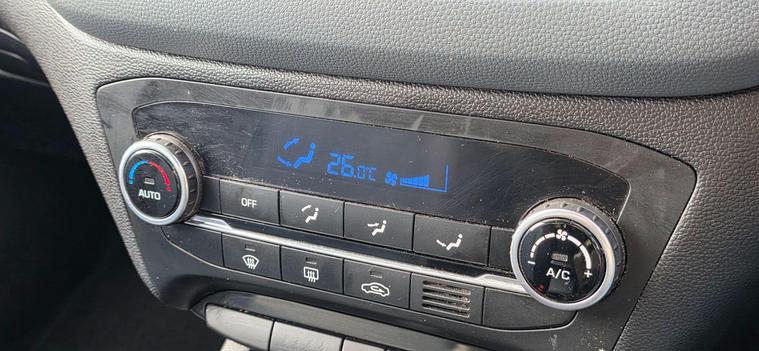 26.0°C
AUTO
OFF
A/C
- +